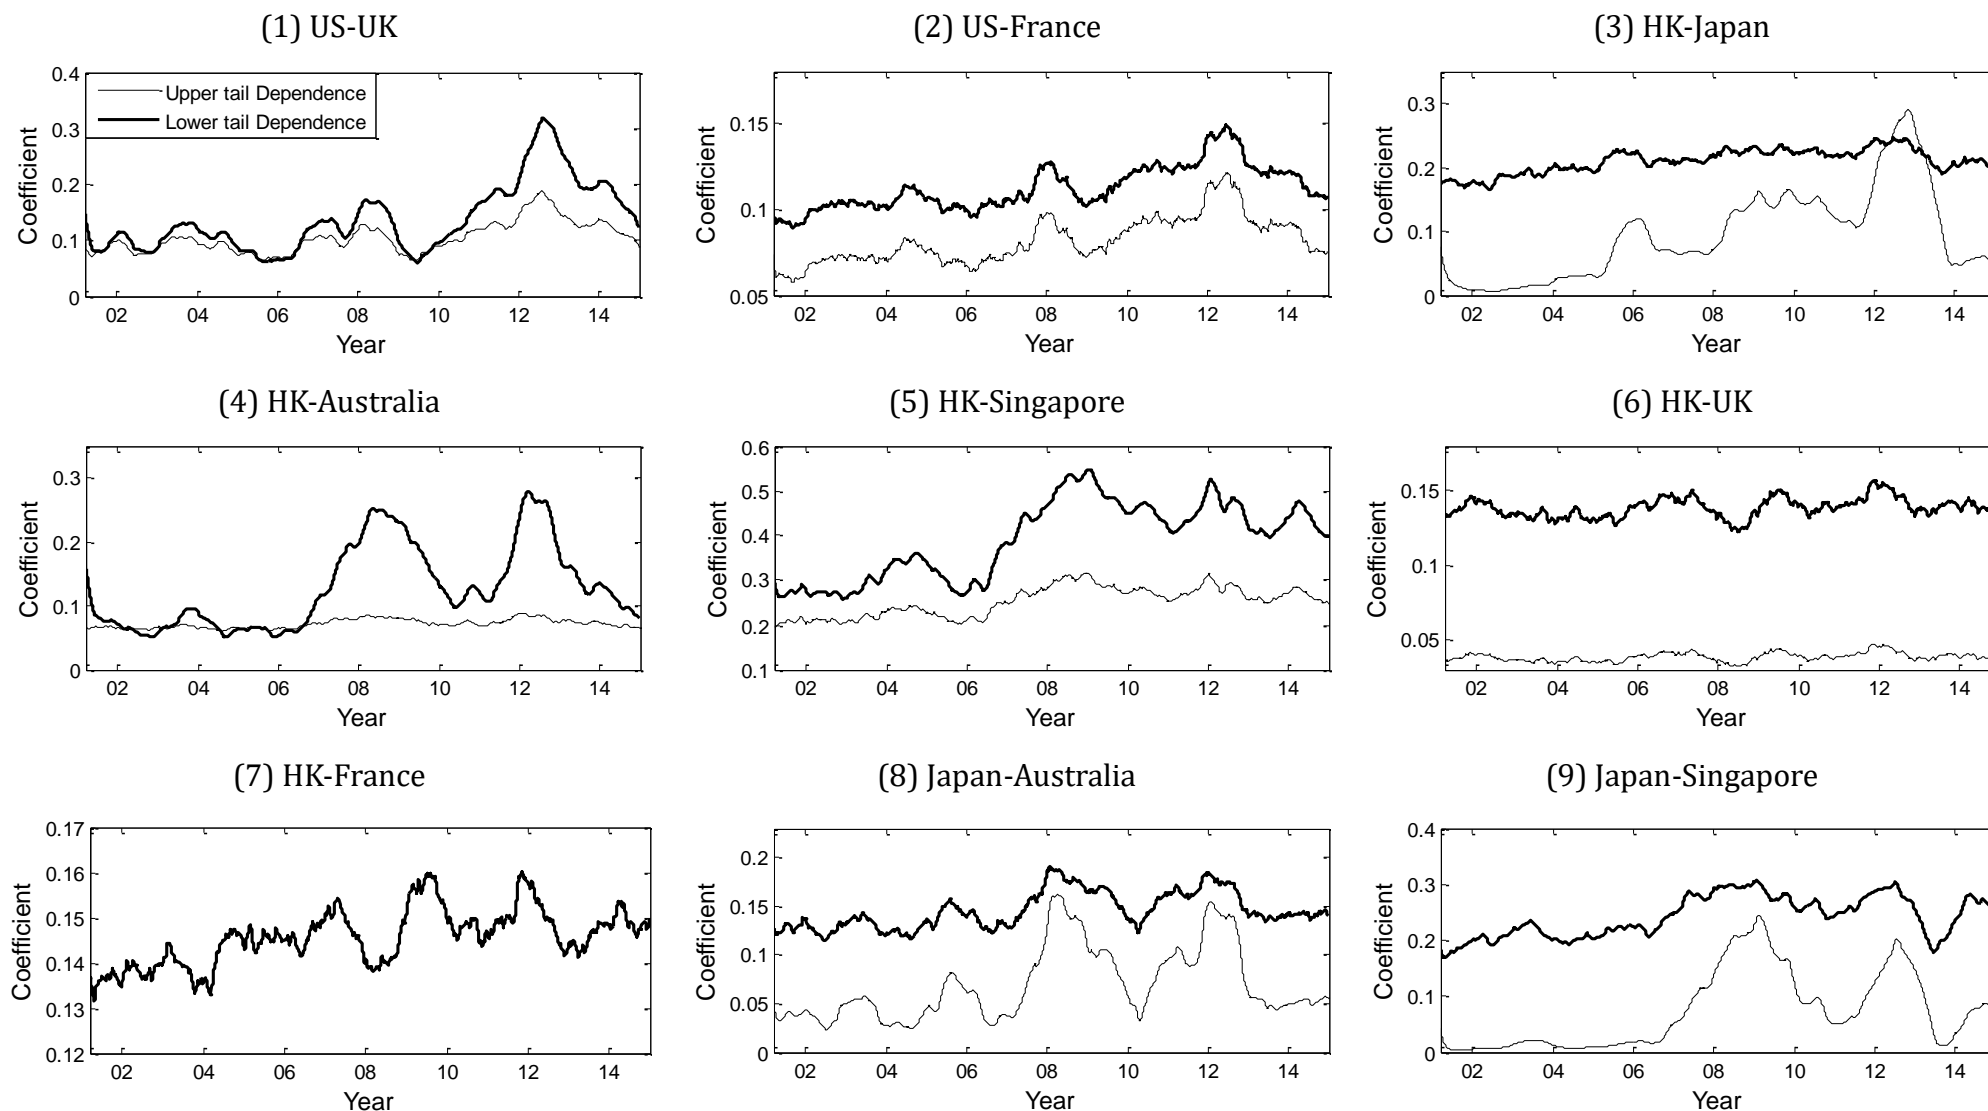 (1) US-UK
(2) US-France
(3) HK-Japan
0.4
0.3
0.2
0.1
0
Coefficient
Upper tail Dependence
Lower tail Dependence
02 04 06 08 10 12 14
Year
0.15
0.1
0.05
Coefficient
02 04 06 08 10 12 14
Year
0.3
0.2
0.1
0
Coefficient
02 04 06 08 10 12 14
Year
(4) HK-Australia
(5) HK-Singapore
(6) HK-UK
0.3
0.2
0.1
0
Coefficient
02 04 06 08 10 12 14
Year
0.6
0.5
0.4
0.3
0.2
0.1
Coefficient
02 04 06 08 10 12 14
Year
0.15
0.1
0.05
Coefficient
02 04 06 08 10 12 14
Year
(7) HK-France
(8) Japan-Australia
(9) Japan-Singapore
0.17
0.16
0.15
0.14
0.13
0.12
Coefficient
02 04 06 08 10 12 14
Year
0.2
0.15
0.1
0.05
0
Coefficient
02 04 06 08 10 12 14
Year
0.4
0.3
0.2
0.1
0
Coefficient
02 04 06 08 10 12 14
Year